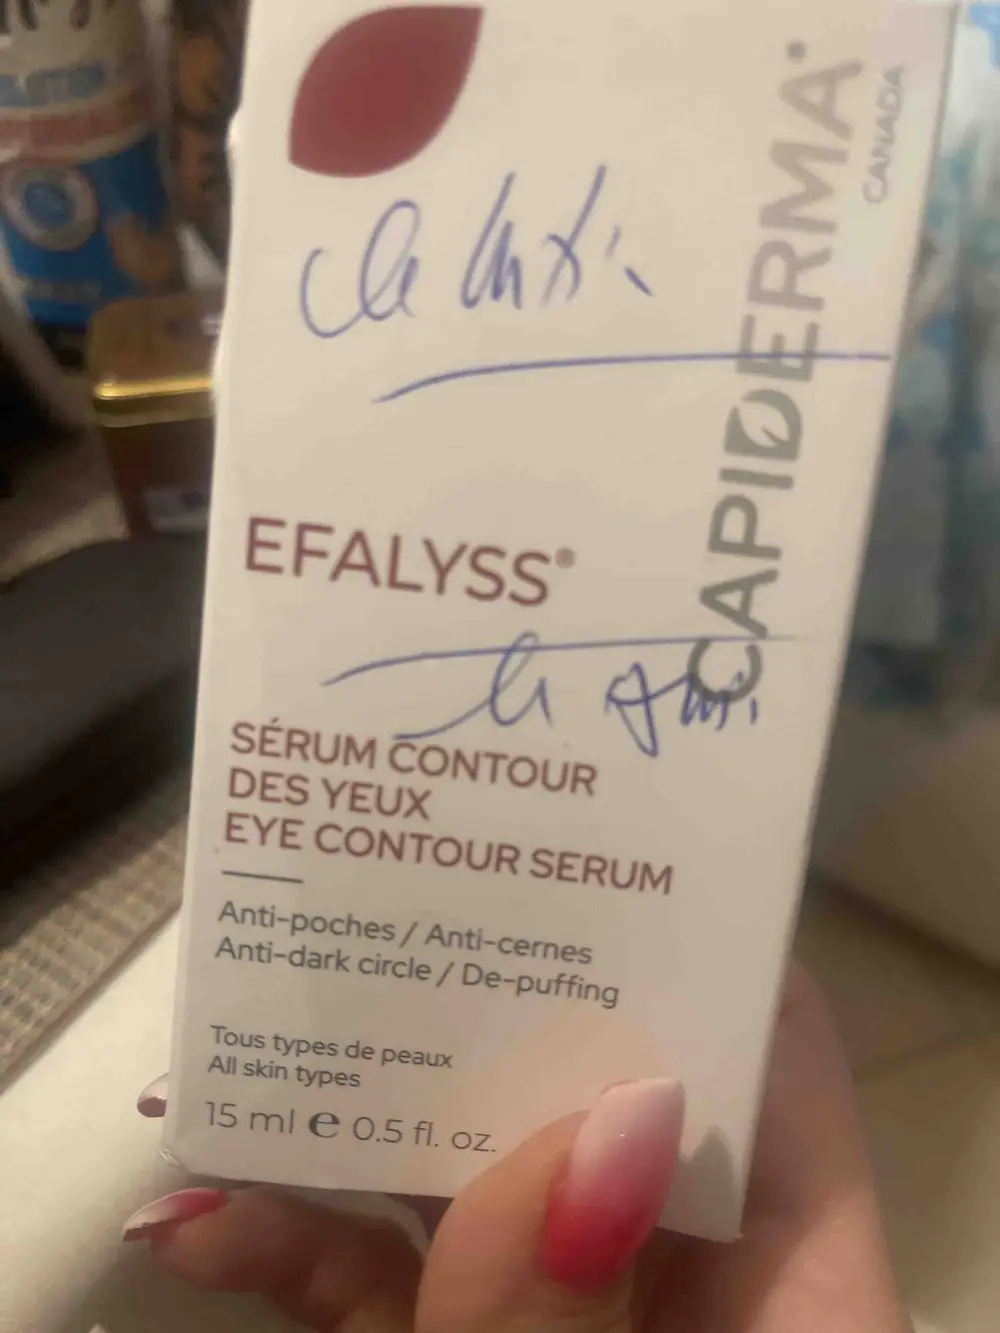 EFALYSS®
SÉRUM CONTOUR
DES YEUX
EYE CONTOUR SERUM
Anti-poches / Anti-cernes
Anti-dark circle / De-puffing
Tous types de peaux
All skin types
15 ml ℮ 0.5 fl. oz.
CAPIDERMA
CANADA